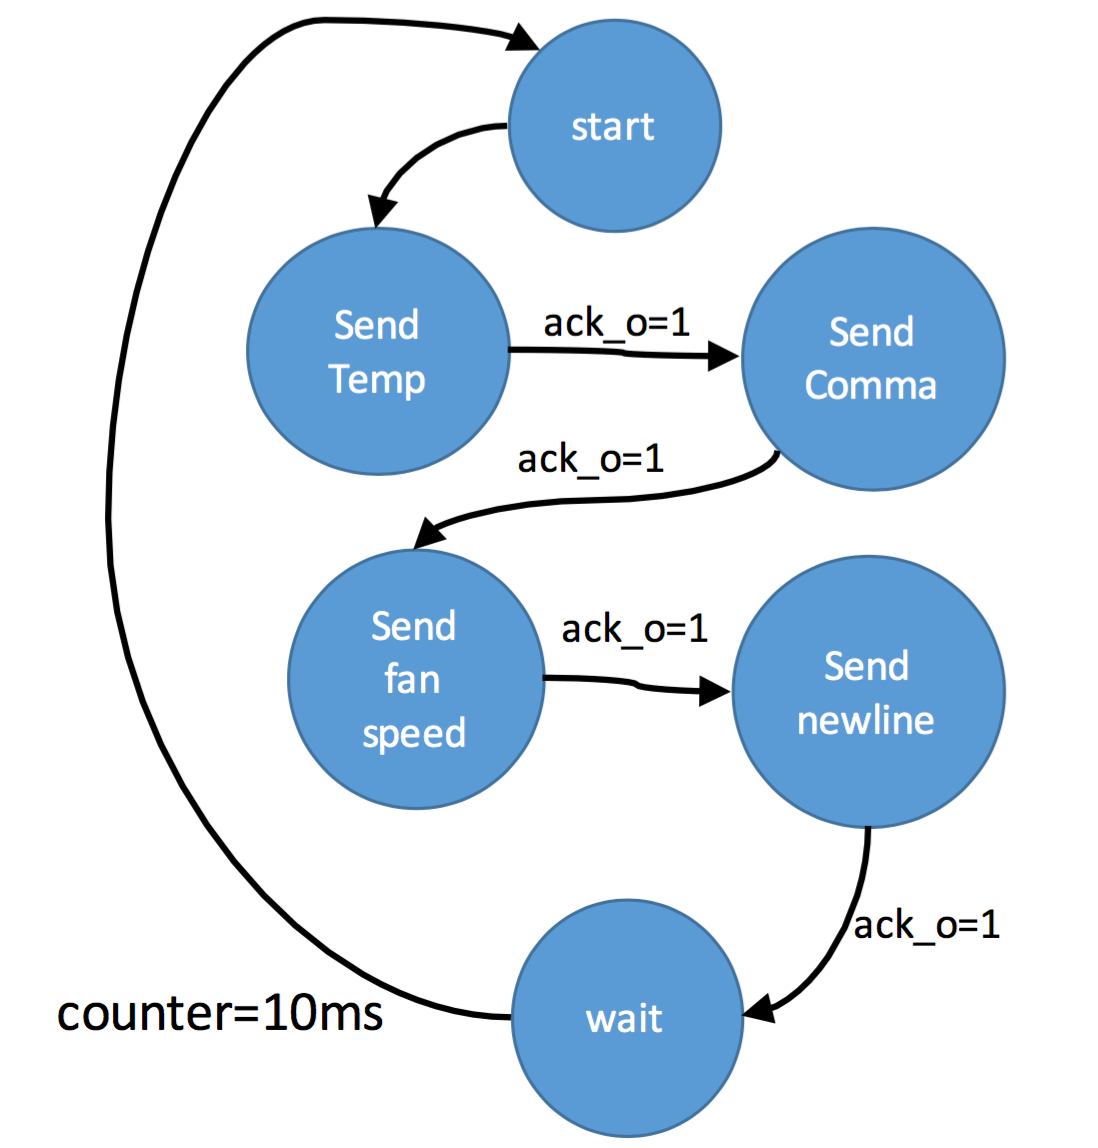 start
Send
Temp
ack_o=1
Send
Comma
ack_o=1
Send
fan
speed
ack_o=1
Send
newline
ack_o=1
wait
counter=10ms